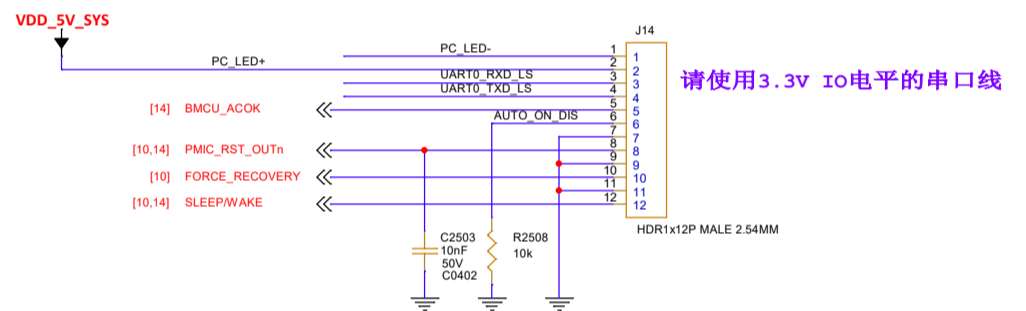 VDD_5V_SYS
J14
PC_LED-
1 1
PC_LED+
2 2
UART0_RXD_LS
3 3
请使用3.3V IO电平的串口线
UART0_TXD_LS
4 4
[14] BMCU_ACOK
5 5
AUTO_ON_DIS
6 6
7 7
[10,14] PMIC_RST_OUTn
8 8
9 9
[10] FORCE_RECOVERY
10 10
11 11
[10,14] SLEEP/WAKE
12 12
HDR1x12P MALE 2.54MM
C2503
10nF
50V
C0402
R2508
10k